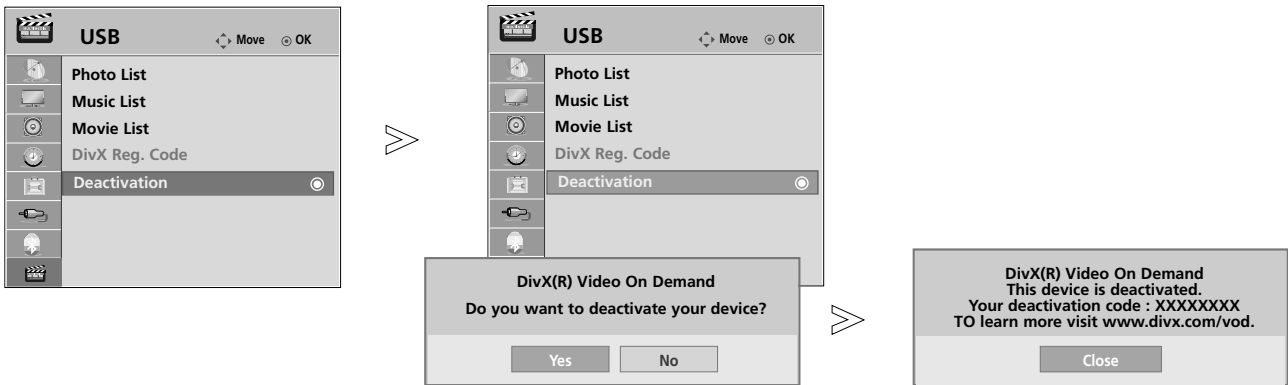 USB Move OK
Photo List
Music List
Movie List
DivX Reg. Code
Deactivation
USB Move OK
Photo List
Music List
Movie List
DivX Reg. Code
Deactivation
DivX(R) Video On Demand
Do you want to deactivate your device?
Yes No
DivX(R) Video On Demand
This device is deactivated.
Your deactivation code : XXXXXXXX
TO learn more visit www.divx.com/vod.
Close